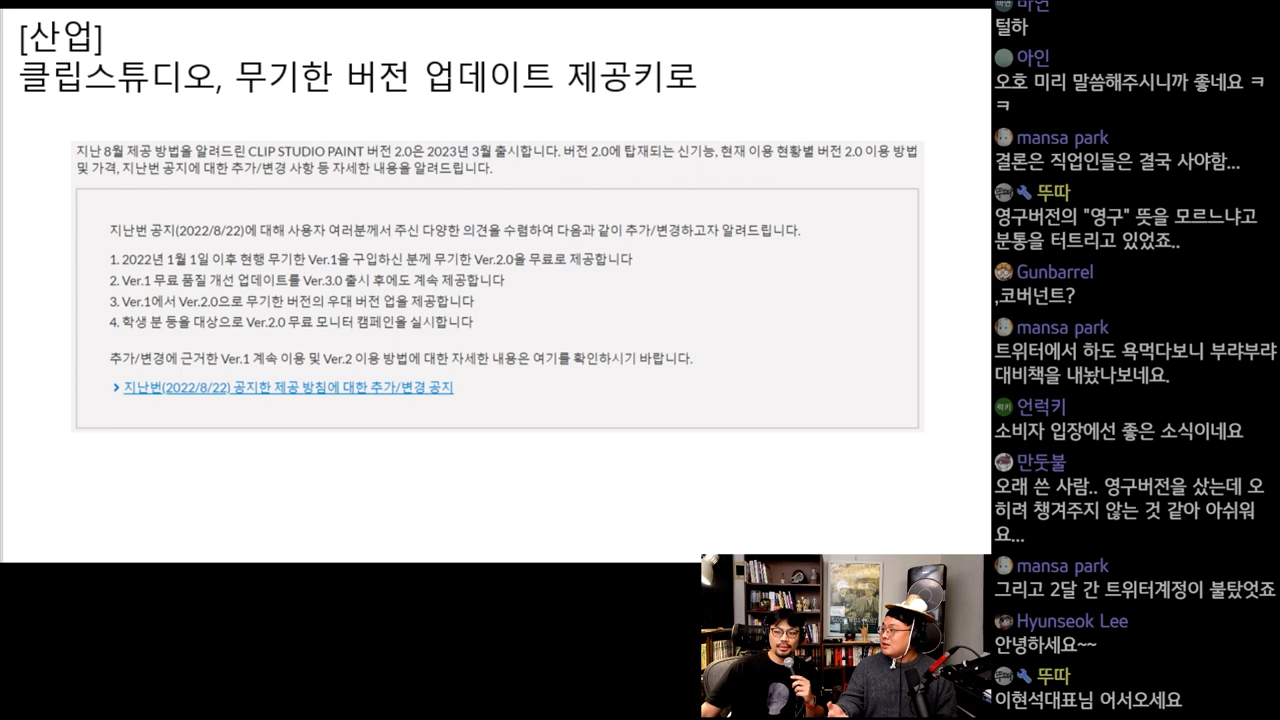 [산업]
클립스튜디오, 무기한 버전 업데이트 제공키로
지난 8월 제공 방법을 알려드린 CLIP STUDIO PAINT 버전 2.0은 2023년 3월 출시합니다. 버전 2.0에 탑재되는 신기능, 현재 이용 현황별 버전 2.0 이용 방법
및 가격, 지난번 공지에 대한 추가/변경 사항 등 자세한 내용을 알려드립니다.
지난번 공지(2022/8/22)에 대해 사용자 여러분께서 주신 다양한 의견을 수렴하여 다음과 같이 추가/변경하고자 알려드립니다.
1. 2022년 1월 1일 이후 현행 무기한 Ver.1을 구입하신 분께 무기한 Ver.2.0을 무료로 제공합니다
2. Ver.1 무료 품질 개선 업데이트를 Ver.3.0 출시 후에도 계속 제공합니다
3. Ver.1에서 Ver.2.0으로 무기한 버전의 우대 버전 업을 제공합니다
4. 학생 분 등을 대상으로 Ver.2.0 무료 모니터 캠페인을 실시합니다
추가/변경에 근거한 Ver.1 계속 이용 및 Ver.2 이용 방법에 대한 자세한 내용은 여기를 확인하시기 바랍니다.
> 지난번(2022/8/22) 공지한 제공 방침에 대한 추가/변경 공지
마연
털하
아인
오호 미리 말씀해주시니까 좋네요 ㅋ
ㅋ
mansa park
결론은 직업인들은 결국 사야함...
뚜따
영구버전의 "영구" 뜻을 모르느냐고
분통을 터트리고 있었죠..
Gunbarrel
,코버넌트?
mansa park
트위터에서 하도 욕먹다보니 부랴부랴
대비책을 내놨나보네요.
럭키 언럭키
소비자 입장에선 좋은 소식이네요
만둣불
오래 쓴 사람.. 영구버전을 샀는데 오
히려 챙겨주지 않는 것 같아 아쉬워
요...
mansa park
그리고 2달 간 트위터계정이 불탔엇죠
Hyunseok Lee
안녕하세요~~
뚜따
이현석대표님 어서오세요